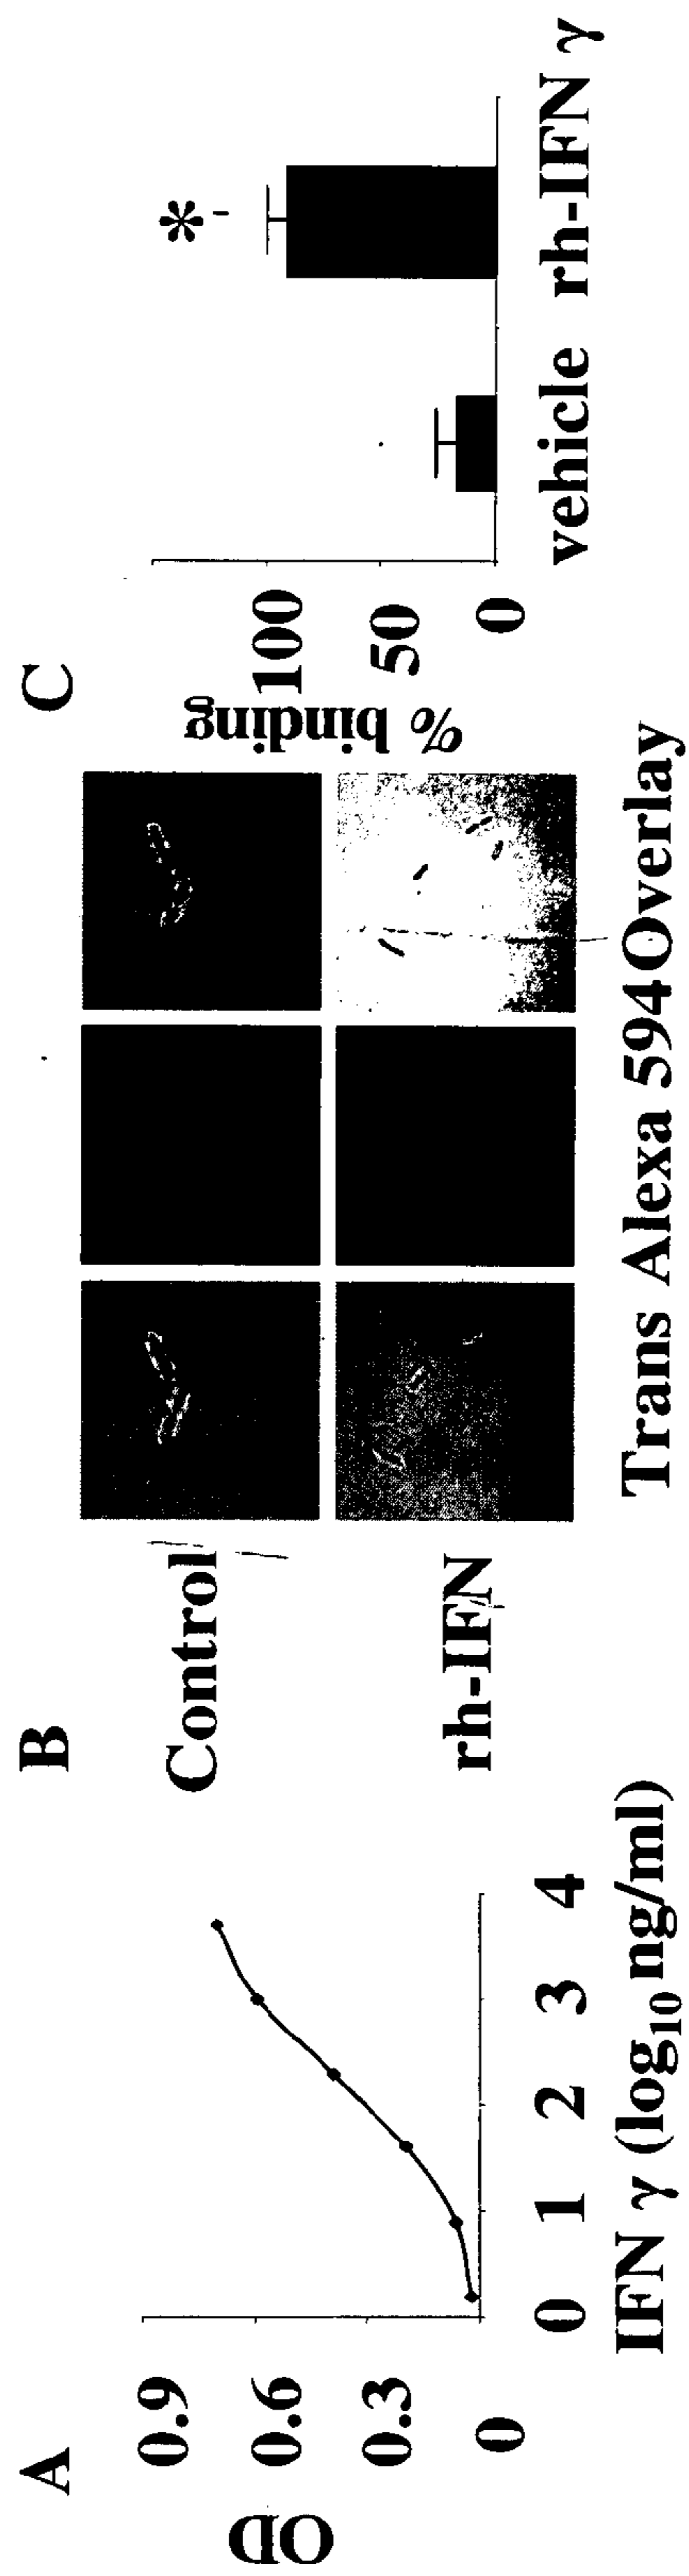 A
OD
0.9
0.6
0.3
0
0 1 2 3 4
IFN γ (log10 ng/ml)
B
Control
rh-IFN
Trans Alexa 594 Overlay
C
% binding
100
50
0
*
vehicle rh-IFN γ